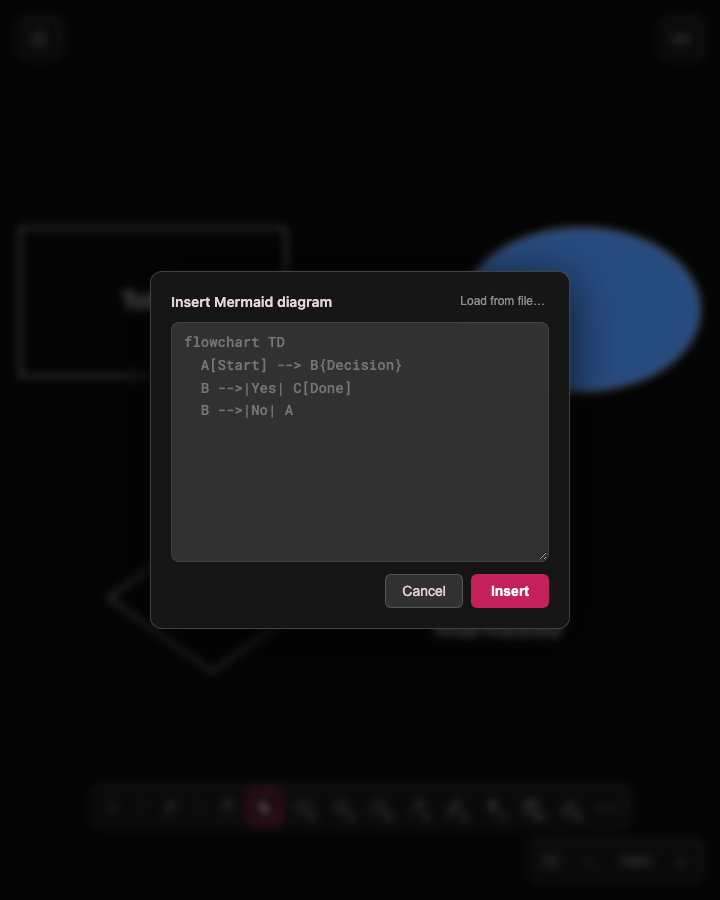 Insert Mermaid diagram
Load from file…
flowchart TD
  A[Start] --> B{Decision}
  B -->|Yes| C[Done]
  B -->|No| A
Cancel
Insert